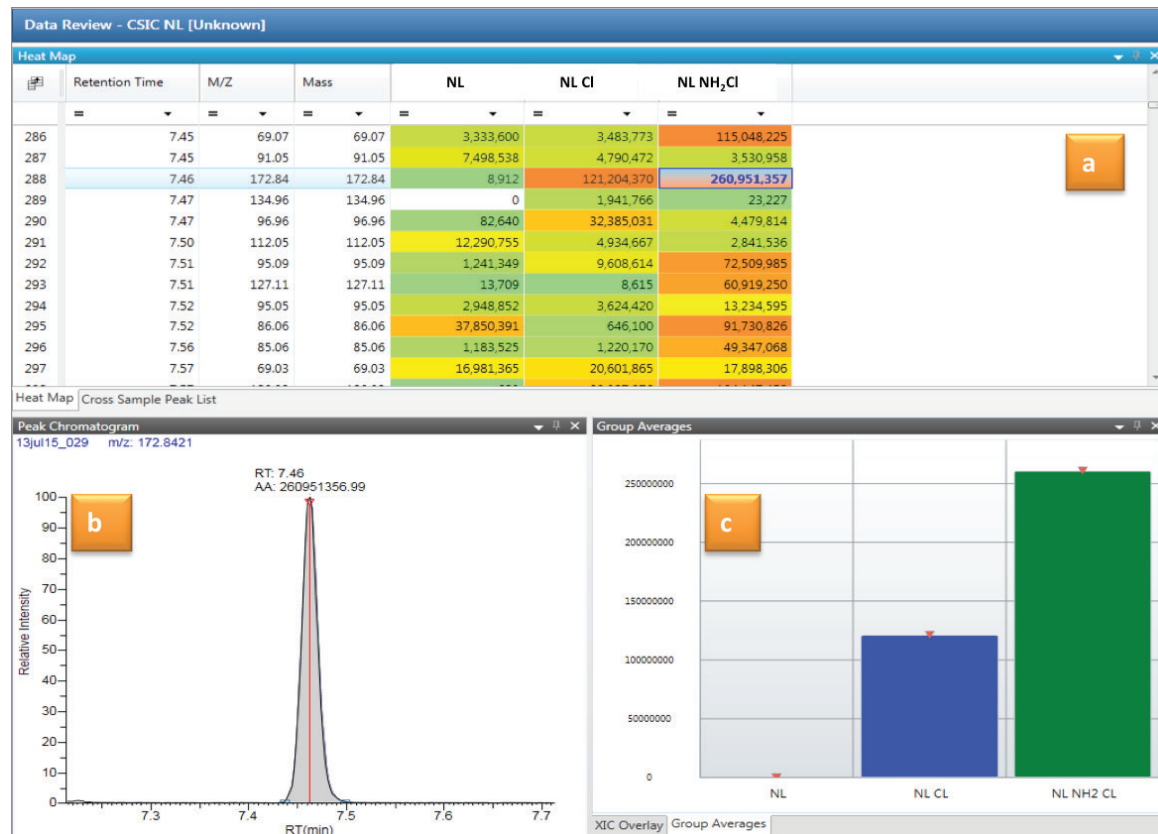 Data Review - CSIC NL [Unknown]
Heat Map
Retention Time M/Z Mass NL NL Cl NL NH₂Cl
= = = = = =
286 7.45 69.07 69.07 3,333,600 3,483,773 115,048,225
287 7.45 91.05 91.05 7,498,538 4,790,472 3,530,958
288 7.46 172.84 172.84 8,912 121,204,370 260,951,357
289 7.47 134.96 134.96 0 1,941,766 23,227
290 7.47 96.96 96.96 82,640 32,385,031 4,479,814
291 7.50 112.05 112.05 12,290,755 4,934,667 2,841,536
292 7.51 95.09 95.09 1,241,349 9,608,614 72,509,985
293 7.51 127.11 127.11 13,709 8,615 60,919,250
294 7.52 95.05 95.05 2,948,852 3,624,420 13,234,595
295 7.52 86.06 86.06 37,850,391 646,100 91,730,826
296 7.56 85.06 85.06 1,183,525 1,220,170 49,347,068
297 7.57 69.03 69.03 16,981,365 20,601,865 17,898,306
a
Heat Map Cross Sample Peak List
Peak Chromatogram
13jul15_029 m/z: 172.8421
RT: 7.46
AA: 260951356.99
b
Relative Intensity
100
90
80
70
60
50
40
30
20
10
0
7.3 7.4 7.5 7.6 7.7
RT(min)
Group Averages
c
250000000
200000000
150000000
100000000
50000000
0
NL NL CL NL NH2 CL
XIC Overlay Group Averages